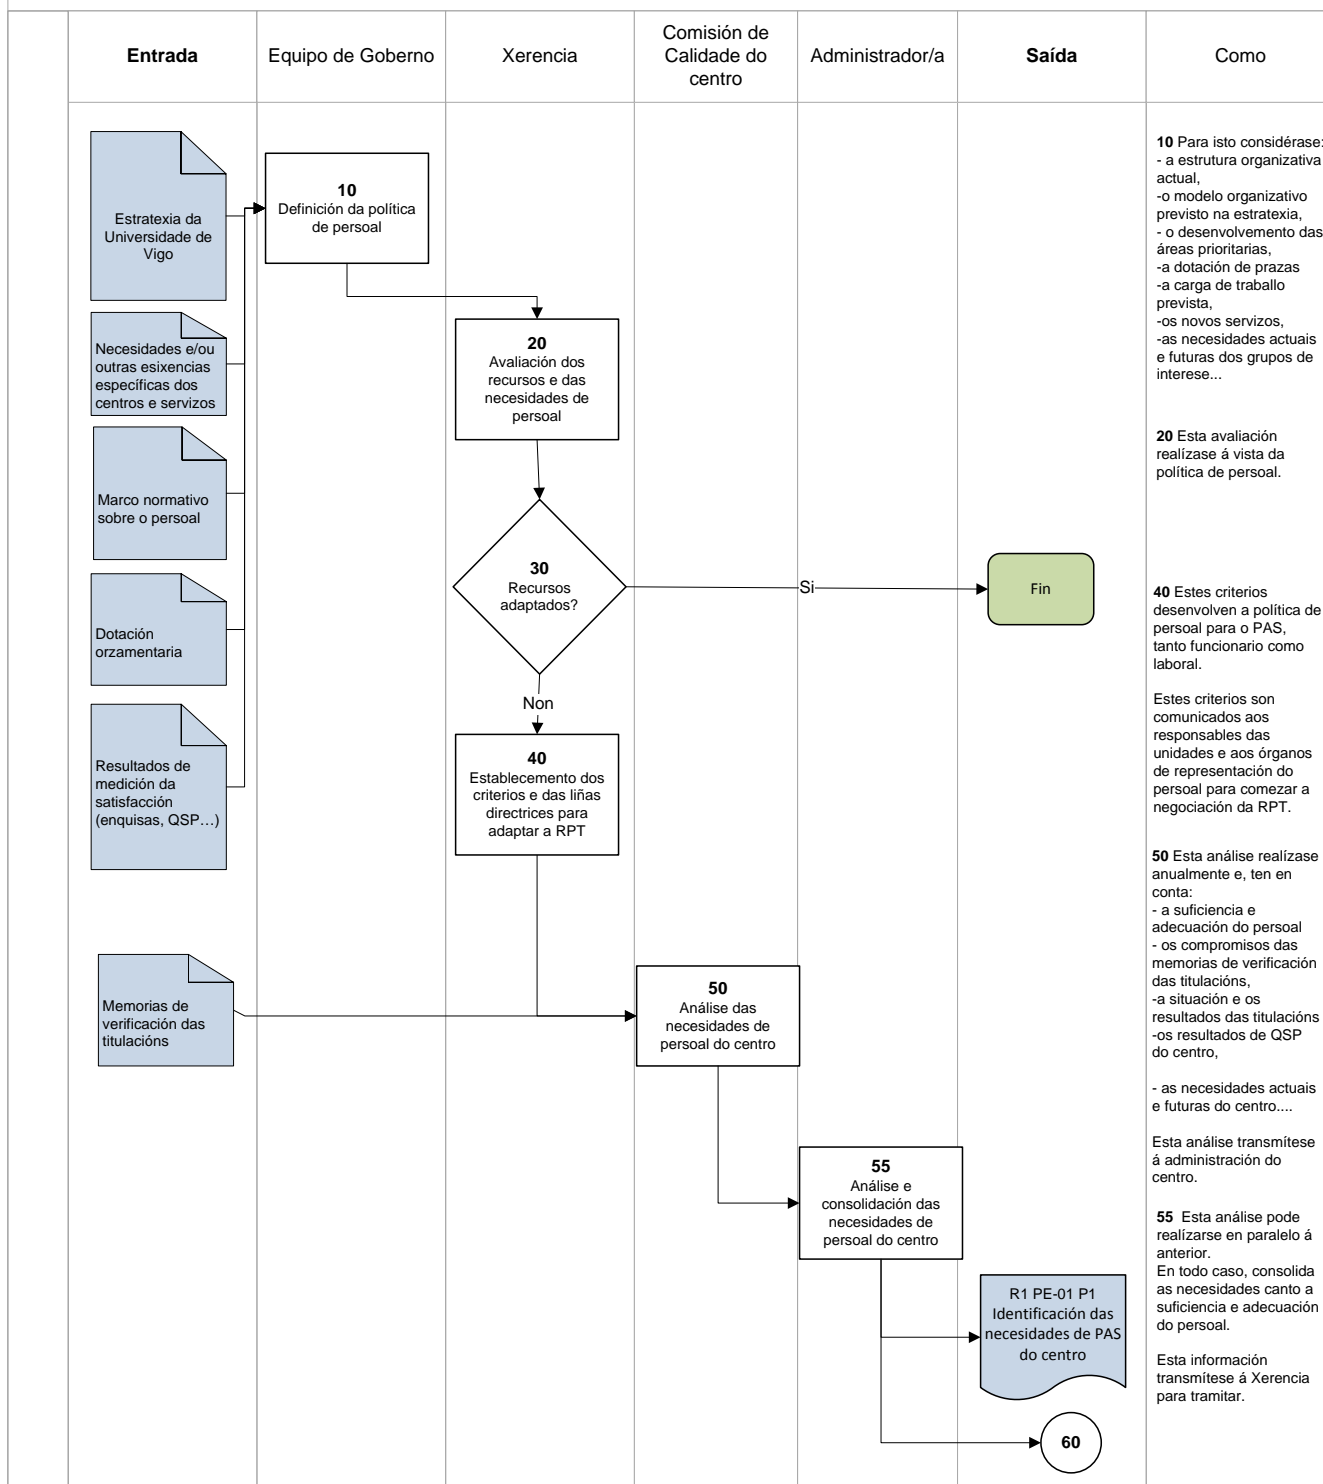 Entrada
Equipo de Goberno
Xerencia
Comisión de
Calidade do
centro
Administrador/a
Saída
Como
Estratexia da
Universidade de
Vigo
Necesidades e/ou
outras esixencias
específicas dos
centros e servizos
Marco normativo
sobre o persoal
Dotación
orzamentaria
Resultados de
medición da
satisfacción
(enquisas, QSP…)
Memorias de
verificación das
titulacións
10
Definición da política
de persoal
20
Avaliación dos
recursos e das
necesidades de
persoal
30
Recursos
adaptados?
Si
Fin
Non
40
Establecemento dos
criterios e das liñas
directrices para
adaptar a RPT
50
Análise das
necesidades de
persoal do centro
55
Análise e
consolidación das
necesidades de
persoal do centro
R1 PE-01 P1
Identificación das
necesidades de PAS
do centro
60
10 Para isto considérase:
- a estrutura organizativa
actual,
-o modelo organizativo
previsto na estratexia,
- o desenvolvemento das
áreas prioritarias,
-a dotación de prazas
-a carga de traballo
prevista,
-os novos servizos,
-as necesidades actuais
e futuras dos grupos de
interese...
20 Esta avaliación
realízase á vista da
política de persoal.
40 Estes criterios
desenvolven a política de
persoal para o PAS,
tanto funcionario como
laboral.
Estes criterios son
comunicados aos
responsables das
unidades e aos órganos
de representación do
persoal para comezar a
negociación da RPT.
50 Esta análise realízase
anualmente e, ten en
conta:
- a suficiencia e
adecuación do persoal
- os compromisos das
memorias de verificación
das titulacións,
-a situación e os
resultados das titulacións
-os resultados de QSP
do centro,
- as necesidades actuais
e futuras do centro....
Esta análise transmítese
á administración do
centro.
55 Esta análise pode
realízarse en paralelo á
anterior.
En todo caso, consolida
as necesidades canto a
suficiencia e adecuación
do persoal.
Esta información
transmítese á Xerencia
para tramitar.